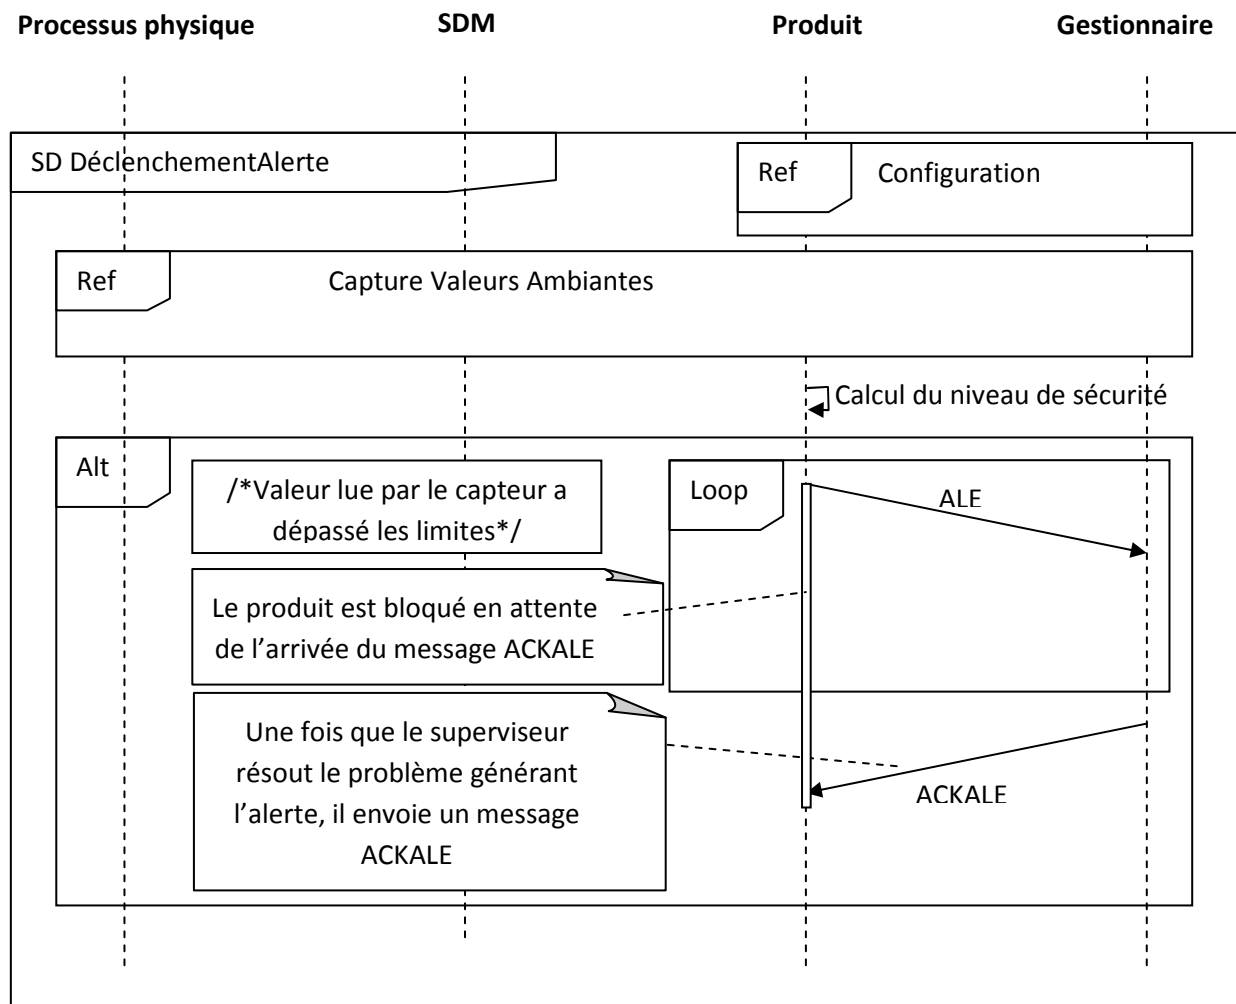 Processus physique
SDM
Produit
Gestionnaire
SD DéclenchementAlerte
Ref
Configuration
Ref
Capture Valeurs Ambiantes
Calcul du niveau de sécurité
Alt
/*Valeur lue par le capteur a
dépassé les limites*/
Loop
ALE
Le produit est bloqué en attente
de l’arrivée du message ACKALE
Une fois que le superviseur
résout le problème générant
l’alerte, il envoie un message
ACKALE
ACKALE